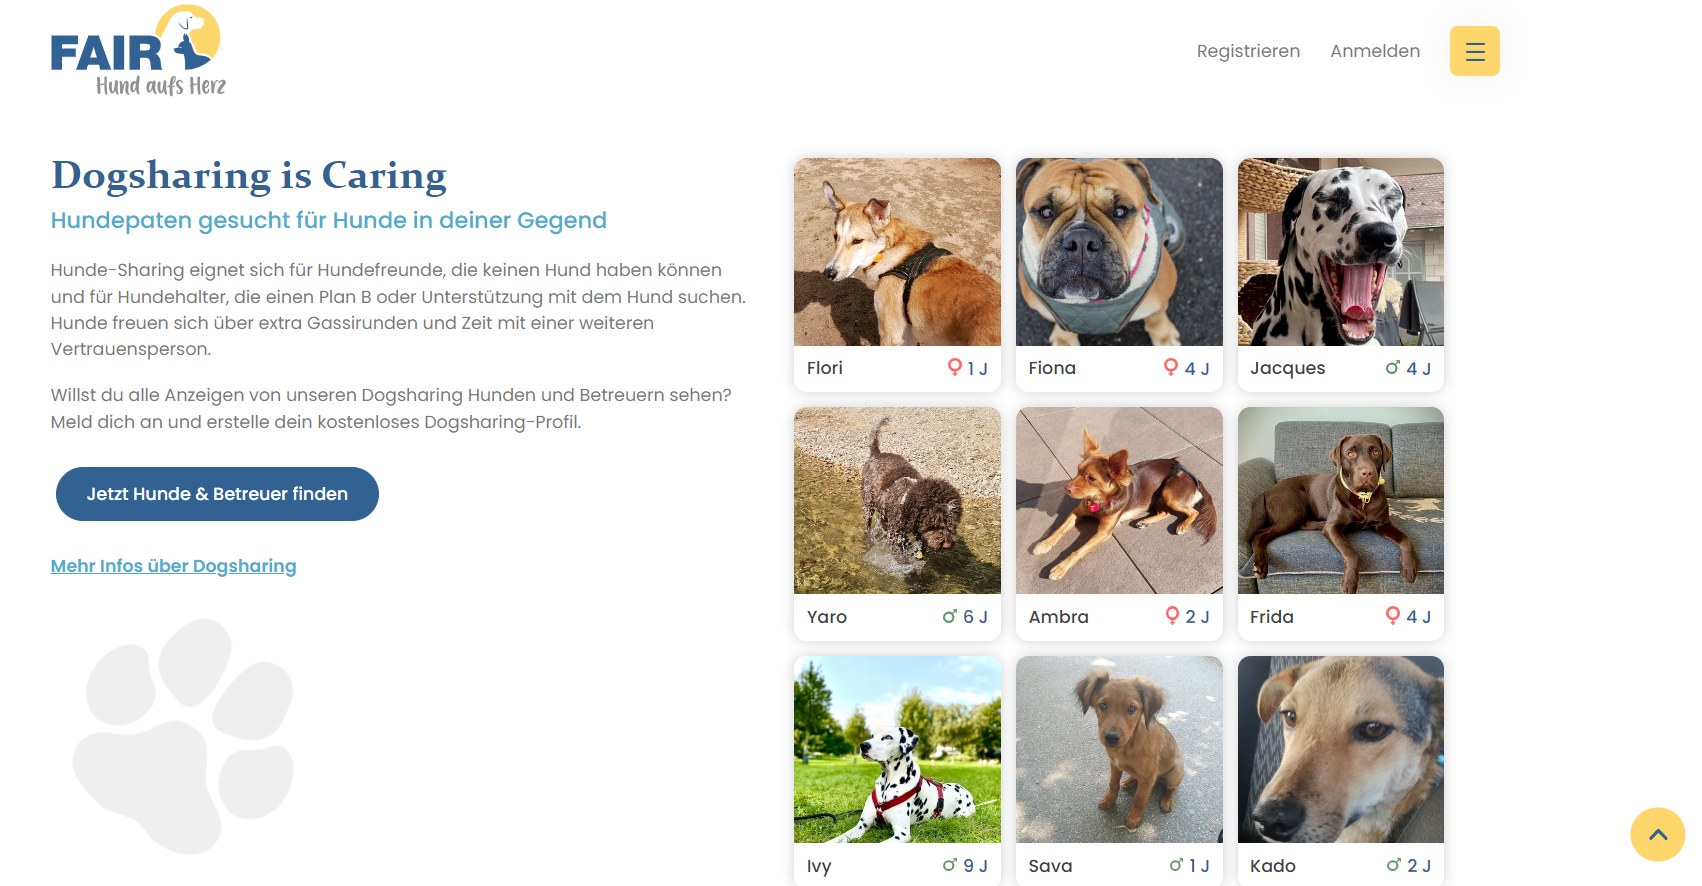 FAIR
Hund aufs Herz
Registrieren Anmelden
Dogsharing is Caring
Hundepaten gesucht für Hunde in deiner Gegend
Hunde-Sharing eignet sich für Hundefreunde, die keinen Hund haben können
und für Hundehalter, die einen Plan B oder Unterstützung mit dem Hund suchen.
Hunde freuen sich über extra Gassirunden und Zeit mit einer weiteren
Vertrauensperson.
Willst du alle Anzeigen von unseren Dogsharing Hunden und Betreuern sehen?
Meld dich an und erstelle dein kostenloses Dogsharing-Profil.
Jetzt Hunde & Betreuer finden
Mehr Infos über Dogsharing
Flori ♀ 1 J
Fiona ♀ 4 J
Jacques ♂ 4 J
Yaro ♂ 6 J
Ambra ♀ 2 J
Frida ♀ 4 J
Ivy ♂ 9 J
Sava ♂ 1 J
Kado ♂ 2 J